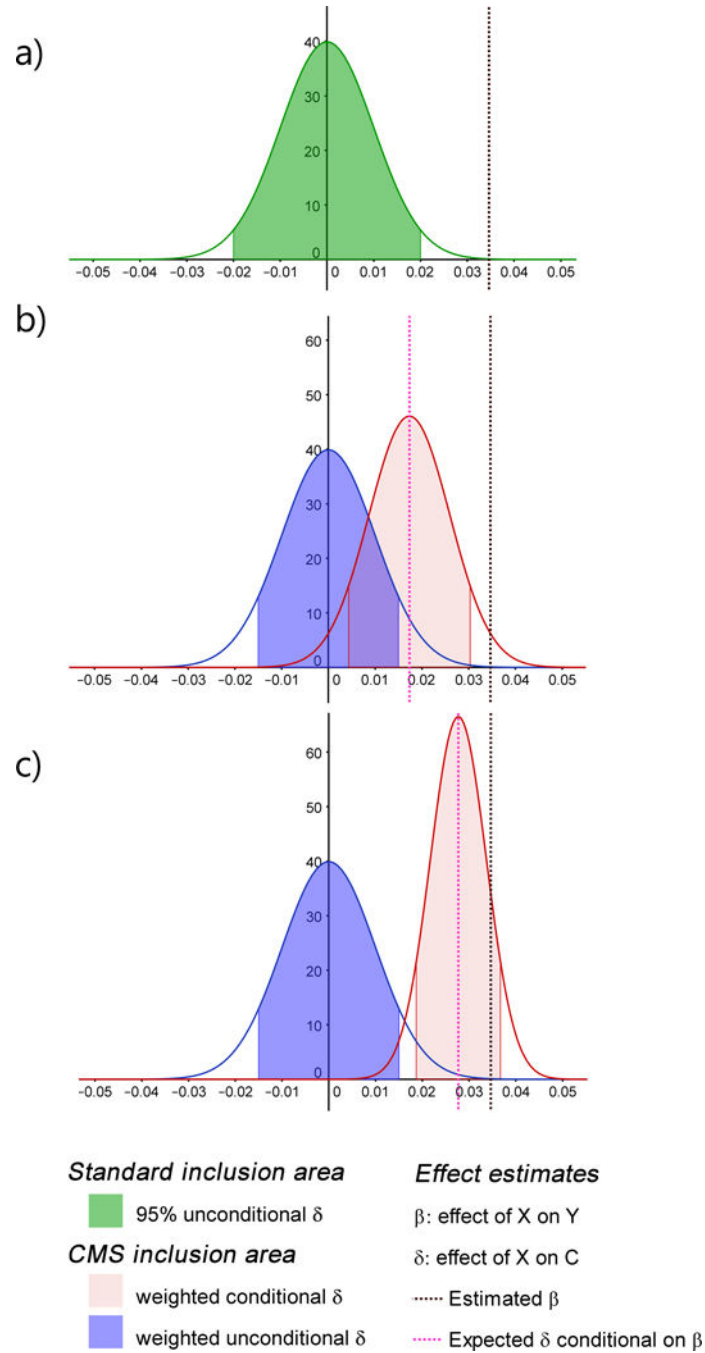 a)
40
30
20
10
0
−0.05 −0.04 −0.03 −0.02 −0.01 0 0.01 0.02 0.03 0.04 0.05
b)
60
50
40
30
20
10
0
−0.05 −0.04 −0.03 −0.02 −0.01 0 0.01 0.02 0.03 0.04 0.05
c)
60
50
40
30
20
10
0
−0.05 −0.04 −0.03 −0.02 −0.01 0 0.01 0.02 0.03 0.04 0.05
Standard inclusion area
95% unconditional δ
CMS inclusion area
weighted conditional δ
weighted unconditional δ
Effect estimates
β: effect of X on Y
δ: effect of X on C
Estimated β
Expected δ conditional on β